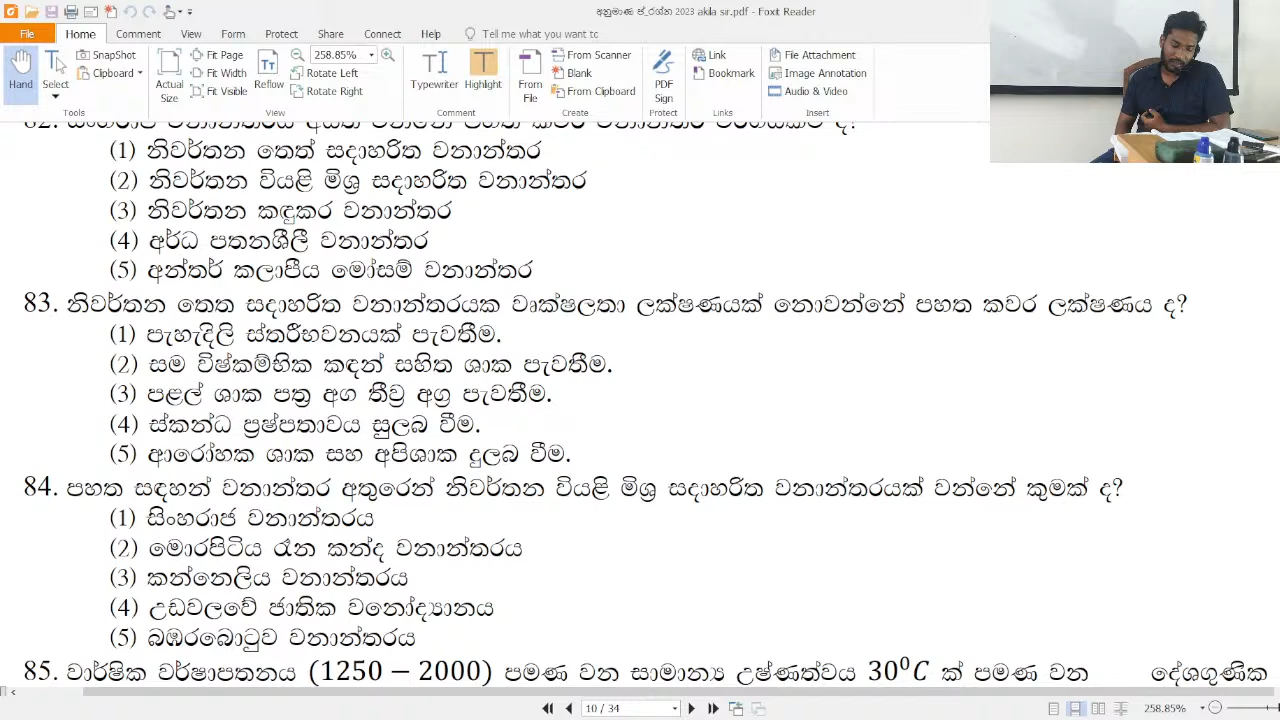 අනුමාන ප්_රශ්න 2023 akila sir.pdf - Foxit Reader
File Home Comment View Form Protect Share Connect Help Tell me what you want to
Hand Select SnapShot Clipboard Actual Size Fit Page Fit Width Fit Visible Reflow 258.85% Rotate Left Rotate Right Typewriter Highlight From File From Scanner Blank From Clipboard PDF Sign Link Bookmark File Attachment Image Annotation Audio & Video
Tools View Comment Create Protect Links Insert
(1) නිවර්තන තෙත් සදාහරිත වනාන්තර
(2) නිවර්තන වියළි මිශ්‍ර සදාහරිත වනාන්තර
(3) නිවර්තන කඳුකර වනාන්තර
(4) අර්ධ පතනශීලී වනාන්තර
(5) අන්තර් කලාපීය මෝසම් වනාන්තර
83. නිවර්තන තෙත සදාහරිත වනාන්තරයක වෘක්ෂලතා ලක්ෂණයක් නොවන්නේ පහත කවර ලක්ෂණය ද?
(1) පැහැදිලි ස්තරීභවනයක් පැවතීම.
(2) සම විෂ්කම්භික කඳන් සහිත ශාක පැවතීම.
(3) පළල් ශාක පත්‍ර අග තීව්‍ර අග්‍ර පැවතීම.
(4) ස්කන්ධ ප්‍රෂ්පතාවය සුලබ වීම.
(5) ආරෝහක ශාක සහ අපිශාක දුලබ වීම.
84. පහත සඳහන් වනාන්තර අතුරෙන් නිවර්තන වියළි මිශ්‍ර සදාහරිත වනාන්තරයක් වන්නේ කුමක් ද?
(1) සිංහරාජ වනාන්තරය
(2) මොරපිටිය රෑන කන්ද වනාන්තරය
(3) කන්නෙලිය වනාන්තරය
(4) උඩවලවේ ජාතික වනෝද්‍යානය
(5) බඹරබොටුව වනාන්තරය
85. වාර්ෂික වර්ෂාපතනය (1250 − 2000) පමණ වන සාමාන්‍ය උෂ්ණත්වය 30⁰C ක් පමණ වන දේශගුණික
10 / 34 258.85%